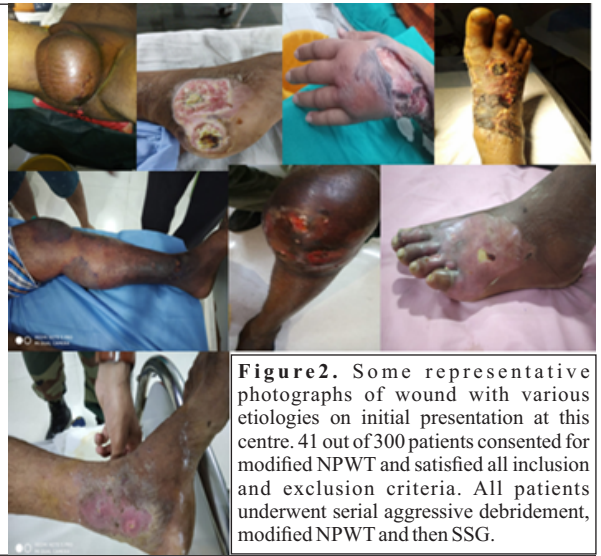 Figure2. Some representative
photographs of wound with various
etiologies on initial presentation at this
centre. 41 out of 300 patients consented for
modified NPWT and satisfied all inclusion
and exclusion criteria. All patients
underwent serial aggressive debridement,
modified NPWT and then SSG.